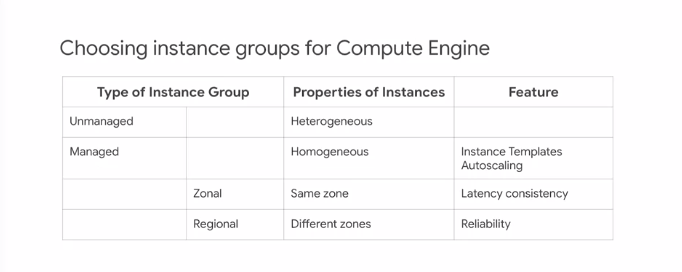 Choosing instance groups for Compute Engine
Type of Instance Group Properties of Instances Feature
Unmanaged Heterogeneous
Managed Homogeneous Instance Templates
Autoscaling
Zonal Same zone Latency consistency
Regional Different zones Reliability